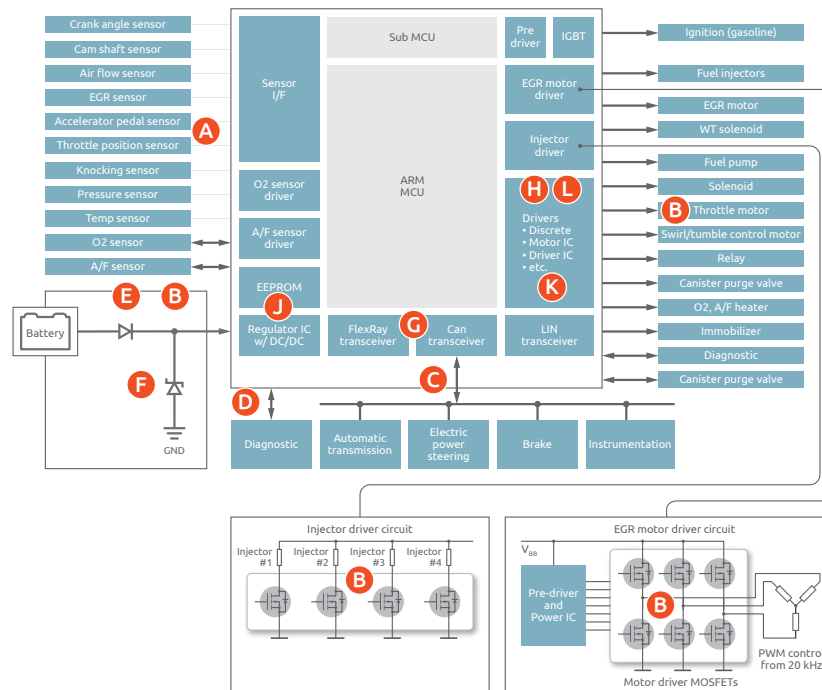 Crank angle sensor
Cam shaft sensor
Air flow sensor
EGR sensor
Accelerator pedal sensor
A
Throttle position sensor
Knocking sensor
Pressure sensor
Temp sensor
O2 sensor
A/F sensor
Sensor
I/F
O2 sensor
driver
A/F sensor
driver
EEPROM
J
Regulator IC
w/ DC/DC
Sub MCU
ARM
MCU
FlexRay
transceiver
G
Can
transceiver
Pre
driver
IGBT
EGR motor
driver
Injector
driver
H
L
Drivers
• Discrete
• Motor IC
• Driver IC
• etc.
K
LIN
transceiver
Ignition (gasoline)
Fuel injectors
EGR motor
WT solenoid
Fuel pump
Solenoid
B
Throttle motor
Swirl/tumble control motor
Relay
Canister purge valve
O2, A/F heater
Immobilizer
Diagnostic
Canister purge valve
E
B
Battery
F
GND
C
D
Diagnostic
Automatic
transmission
Electric
power
steering
Brake
Instrumentation
Injector driver circuit
Injector
#1
Injector
#2
Injector
#3
Injector
#4
B
EGR motor driver circuit
VBB
Pre-driver
and
Power IC
B
PWM contro
from 20 kHz
Motor driver MOSFETs